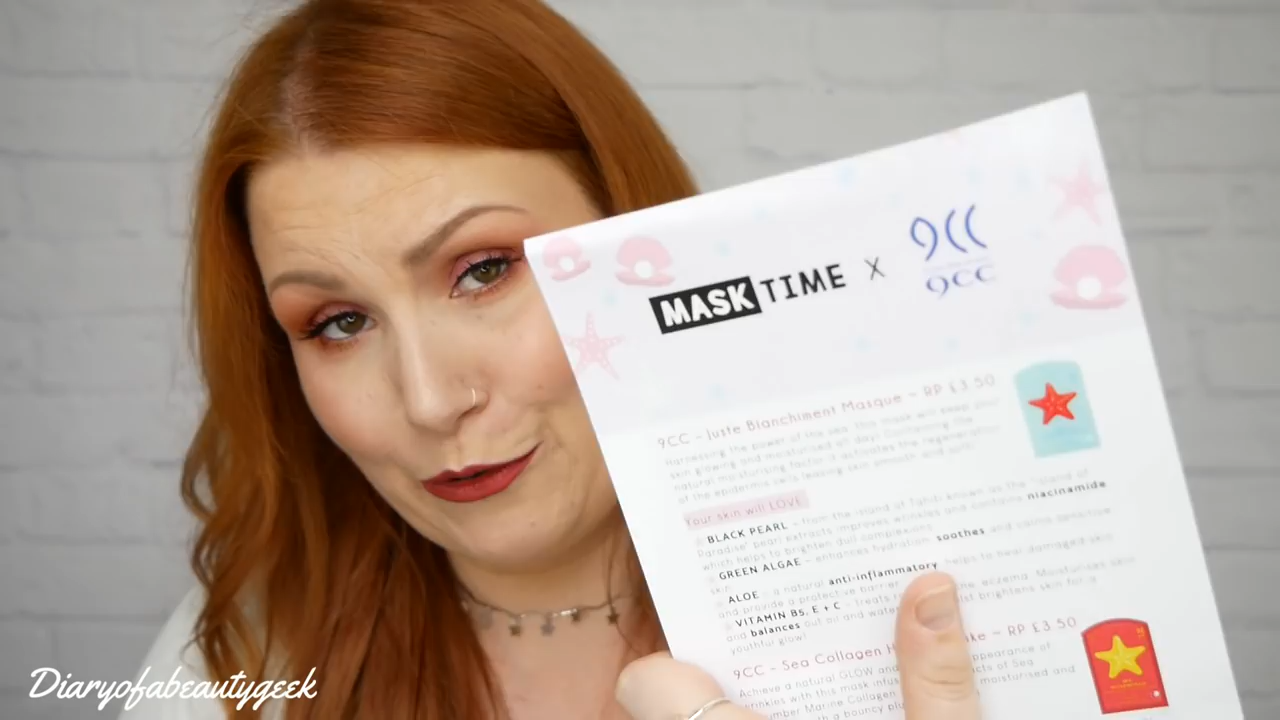 MASK TIME X 9CC
9CC
9CC - Juste Blanchiment Masque - RP £3.50
Harnessing the power of the sea, this mask will keep your
skin glowing and moisturised all day! Containing the
natural moisturising factor it activates the regeneration
of the epidermis cells leaving skin smooth and soft!
Your skin will LOVE
BLACK PEARL - from the island of Tahiti known as the 'Island of
Paradise' pearl extracts improves wrinkles and contains niacinamide
which helps to brighten dull complexions
GREEN ALGAE - enhances hydration, soothes and calms sensitive
skin
ALOE - a natural anti-inflammatory helps to heal damaged skin
and provide a protective barrier
VITAMIN B5, E + C - treats eczema. Moisturises skin
and balances out oil and water brightens skin for a
youthful glow!
9CC - Sea Collagen - RP £3.50
Achieve a natural GLOW and appearance of
wrinkles with this mask of Sea
Marine Collagen moisturised and
with a bouncy
Diaryofabeautygeek